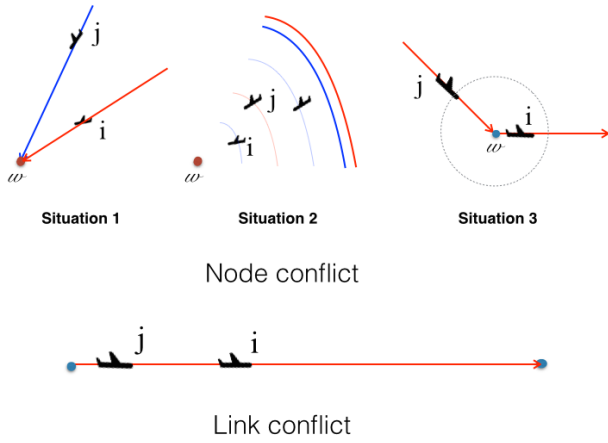 j
i
w
Situation 1
j
i
w
Situation 2
j
i
w
Situation 3
Node conflict
j
i
Link conflict